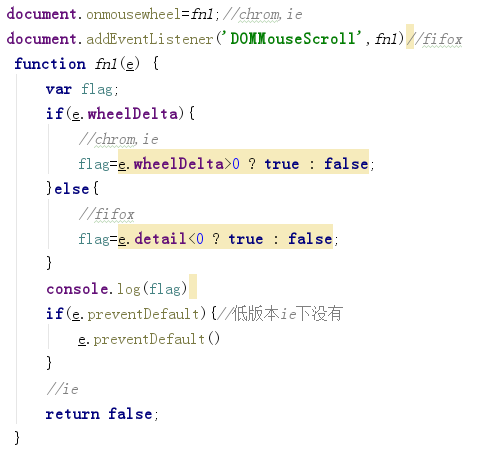 document.onmousewheel=fn1;//chrom,ie
document.addEventListener('DOMMouseScroll',fn1)//fifox
function fn1(e) {
var flag;
if(e.wheelDelta){
//chrom,ie
flag=e.wheelDelta>0 ? true : false;
}else{
//fifox
flag=e.detail<0 ? true : false;
}
console.log(flag)
if(e.preventDefault){//低版本ie下没有
e.preventDefault()
}
//ie
return false;
}